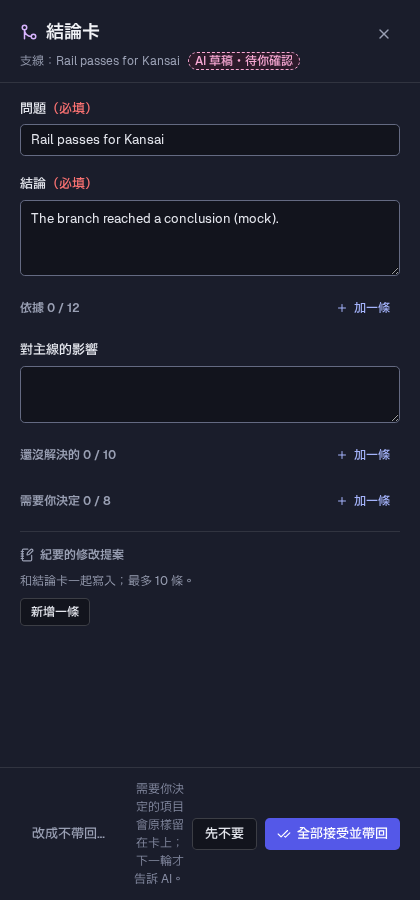 結論卡
支線：Rail passes for Kansai AI 草稿・待你確認
問題（必填）
Rail passes for Kansai
結論（必填）
The branch reached a conclusion (mock).
依據 0 / 12 + 加一條
對主線的影響
還沒解決的 0 / 10 + 加一條
需要你決定 0 / 8 + 加一條
紀要的修改提案
和結論卡一起寫入；最多 10 條。
新增一條
改成不帶回…
需要你決
定的項目
會原樣留
在卡上；
下一輪才
告訴 AI。
先不要
全部接受並帶回